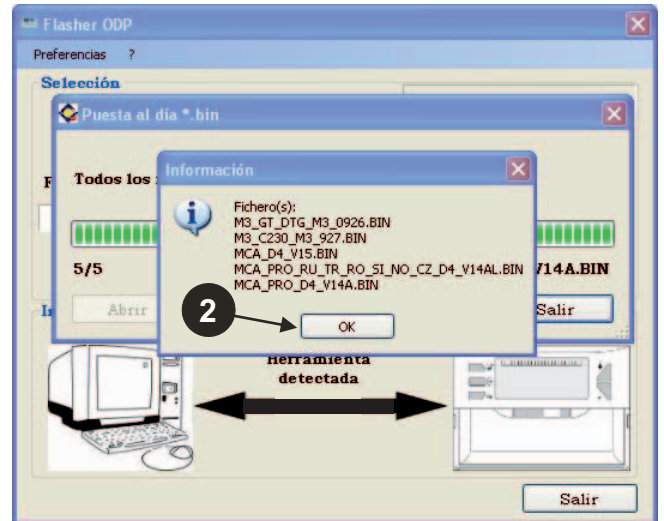 Flasher ODP
Preferencias ?
Selección
Puesta al día *.bin
Todos los
Información
Fichero(s):
M3_GT_DTG_M3_0926.BIN
M3_C230_M3_927.BIN
MCA_D4_V15.BIN
MCA_PRO_RU_TR_RO_SI_NO_CZ_D4_V14AL.BIN
MCA_PRO_D4_V14A.BIN
5/5
V14A.BIN
Abrir
2
OK
Salir
Herramienta
detectada
Salir